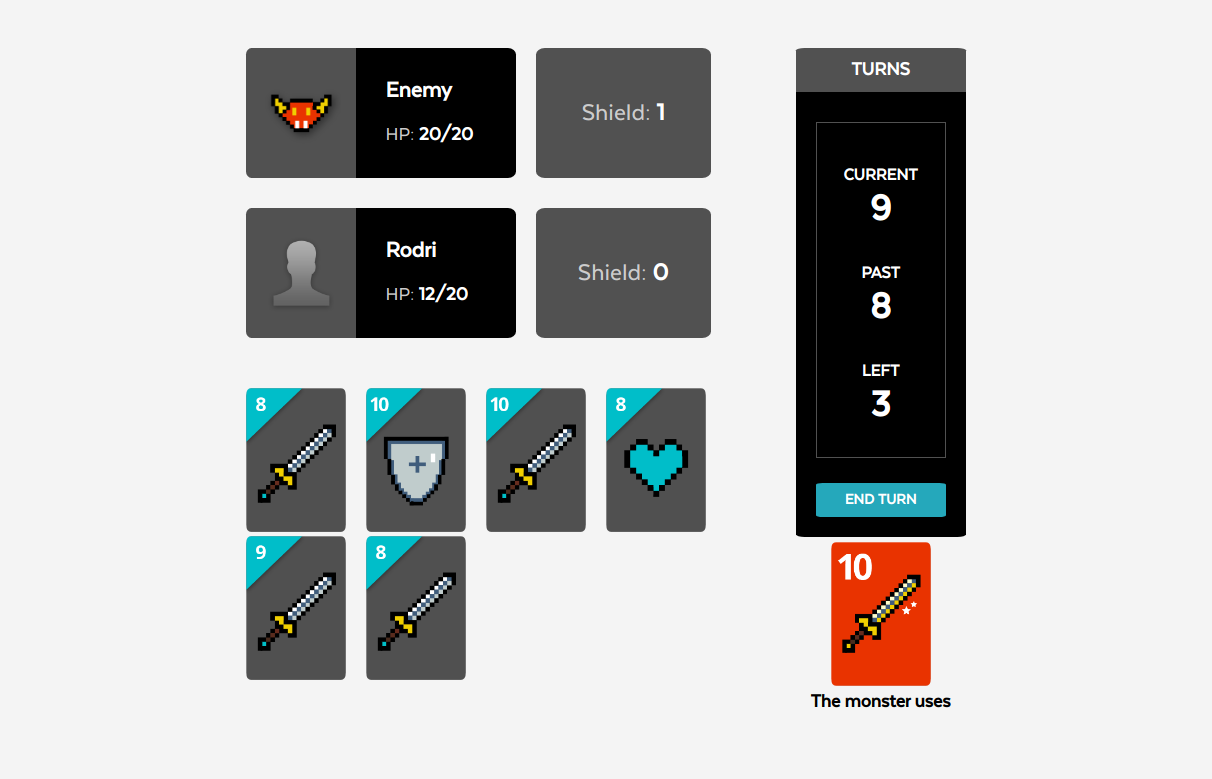 Enemy
HP: 20/20
Shield: 1
Rodri
HP: 12/20
Shield: 0
8
10
10
8
9
8
TURNS
CURRENT
9
PAST
8
LEFT
3
END TURN
10
The monster uses